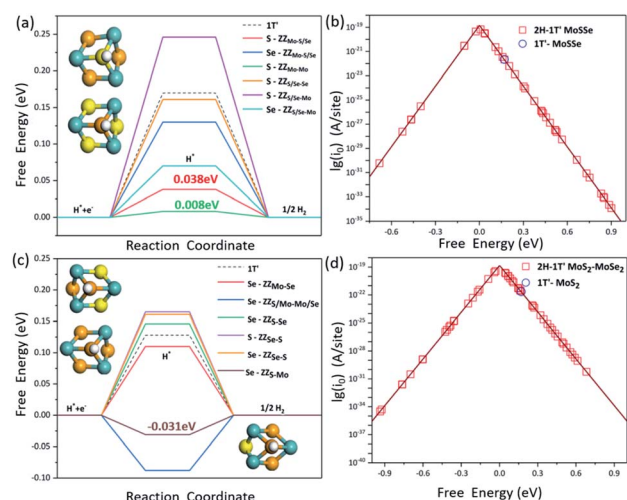 (a)
Free Energy (eV)
0.25
0.20
0.15
0.10
0.05
0.00
1T'
S - ZZMo-S/Se
Se - ZZMo-S/Se
S - ZZMo-Mo
S - ZZS/Se-Se
S - ZZS/Se-Mo
Se - ZZS/Se-Mo
H*
0.038eV
0.008eV
H*+e-
1/2 H2
Reaction Coordinate
(b)
lg(i0) (A/site)
10-19
10-21
10-23
10-25
10-27
10-29
10-31
10-33
10-35
2H-1T' MoSSe
1T'- MoSSe
-0.6 -0.3 0.0 0.3 0.6 0.9
Free Energy (eV)
(c)
Free Energy (eV)
0.25
0.20
0.15
0.10
0.05
0.00
-0.05
-0.10
1T'
Se - ZZMo-Se
Se - ZZS/Mo-Mo/Se
Se - ZZS-Se
S - ZZSe-S
Se - ZZSe-S
Se - ZZS-Mo
H*
H*+e-
1/2 H2
-0.031eV
Reaction Coordinate
(d)
lg(i0) (A/site)
10-19
10-22
10-25
10-28
10-31
10-34
10-37
10-40
2H-1T' MoS2-MoSe2
1T'- MoS2
-0.9 -0.6 -0.3 0.0 0.3 0.6 0.9
Free Energy (eV)